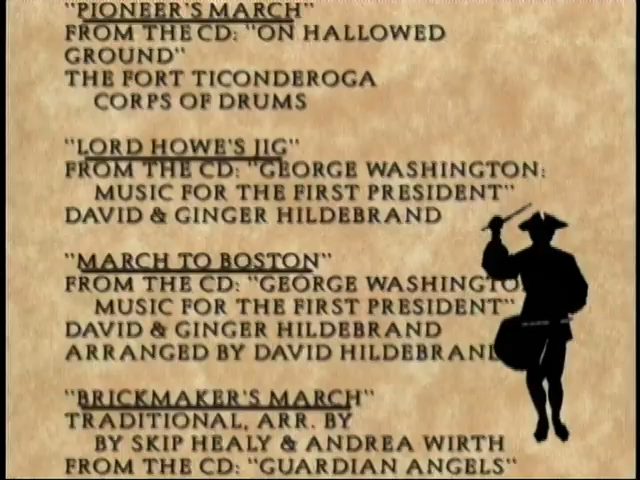 "PIONEER'S MARCH"
FROM THE CD: "ON HALLOWED
GROUND"
THE FORT TICONDEROGA
CORPS OF DRUMS
"LORD HOWE'S JIG"
FROM THE CD: "GEORGE WASHINGTON:
MUSIC FOR THE FIRST PRESIDENT"
DAVID & GINGER HILDEBRAND
"MARCH TO BOSTON"
FROM THE CD: "GEORGE WASHINGTO
MUSIC FOR THE FIRST PRESIDENT"
DAVID & GINGER HILDEBRAND
ARRANGED BY DAVID HILDEBRAND
"BRICKMAKER'S MARCH"
TRADITIONAL, ARR. BY
BY SKIP HEALY & ANDREA WIRTH
FROM THE CD: "GUARDIAN ANGELS"